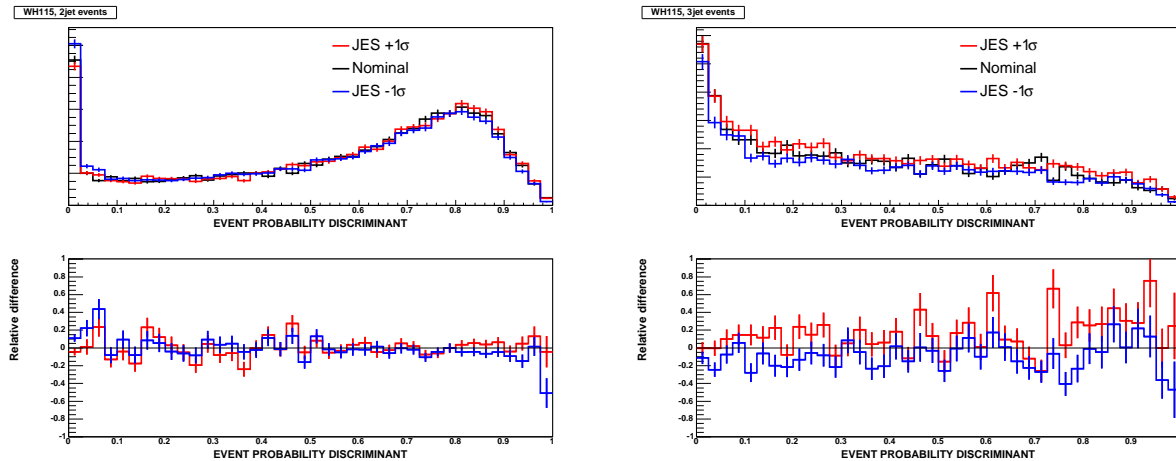 WH115, 2jet events
JES +1σ
Nominal
JES -1σ
0 0.1 0.2 0.3 0.4 0.5 0.6 0.7 0.8 0.9 1
EVENT PROBABILITY DISCRIMINANT
WH115, 3jet events
JES +1σ
Nominal
JES -1σ
0 0.1 0.2 0.3 0.4 0.5 0.6 0.7 0.8 0.9
EVENT PROBABILITY DISCRIMINANT
Relative difference
1
0.8
0.6
0.4
0.2
0
-0.2
-0.4
-0.6
-0.8
-1
0 0.1 0.2 0.3 0.4 0.5 0.6 0.7 0.8 0.9 1
EVENT PROBABILITY DISCRIMINANT
Relative difference
1
0.8
0.6
0.4
0.2
0
-0.2
-0.4
-0.6
-0.8
-1
0 0.1 0.2 0.3 0.4 0.5 0.6 0.7 0.8 0.9
EVENT PROBABILITY DISCRIMINANT